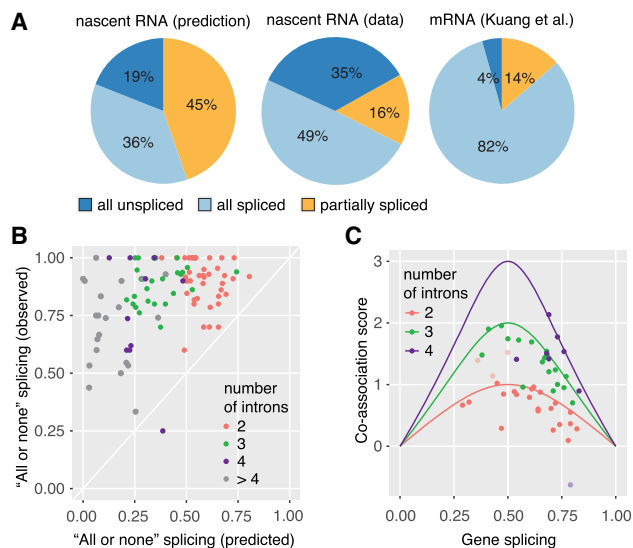 A
nascent RNA (prediction)
nascent RNA (data)
mRNA (Kuang et al.)
19%
45%
36%
35%
16%
49%
4%
14%
82%
all unspliced
all spliced
partially spliced
B
“All or none” splicing (observed)
1.00
0.75
0.50
0.25
0.00
number
of introns
2
3
4
> 4
0.00
0.25
0.50
0.75
1.00
“All or none” splicing (predicted)
C
Co-association score
3
2
1
0
number
of introns
2
3
4
0.00
0.25
0.50
0.75
1.00
Gene splicing